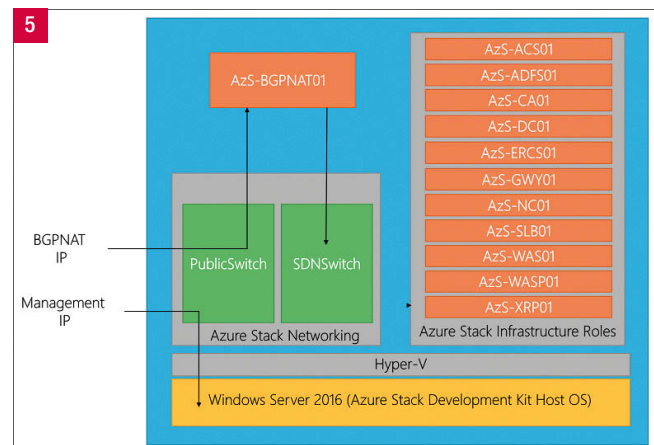 5
AzS-BGPNAT01
AzS-ACS01
AzS-ADFS01
AzS-CA01
AzS-DC01
AzS-ERCS01
AzS-GWY01
AzS-NC01
AzS-SLB01
AzS-WAS01
AzS-WASP01
AzS-XRP01
Azure Stack Infrastructure Roles
BGPNAT
IP
PublicSwitch
SDNSwitch
Management
IP
Azure Stack Networking
Hyper-V
Windows Server 2016 (Azure Stack Development Kit Host OS)